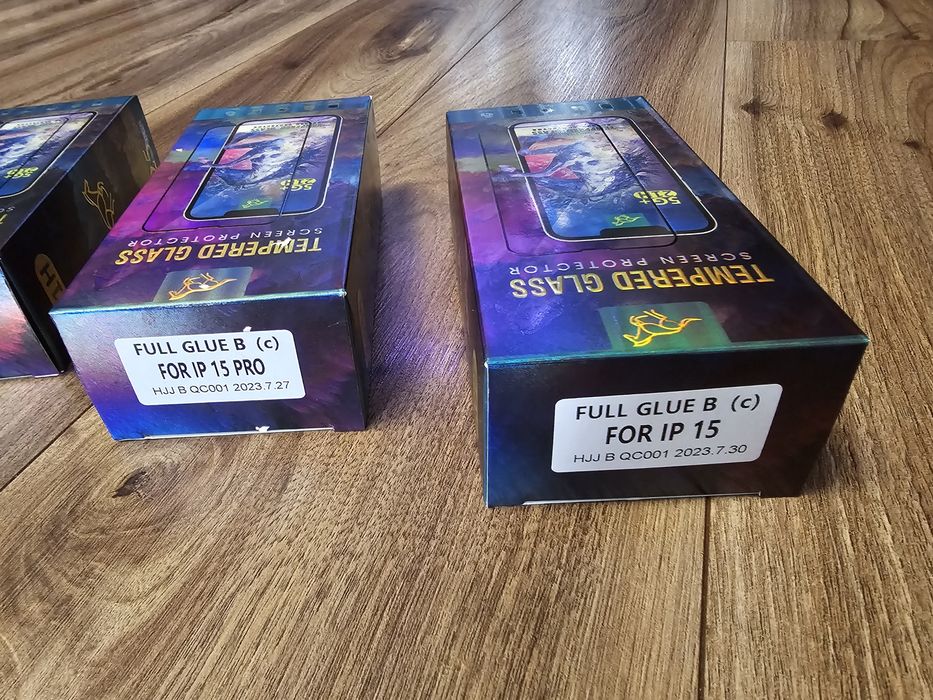 TEMPERED GLASS
SCREEN PROTECTOR
FULL GLUE B (c)
FOR IP 15 PRO
HJJ B QC001 2023.7.27
TEMPERED GLASS
SCREEN PROTECTOR
FULL GLUE B (c)
FOR IP 15
HJJ B QC001 2023.7.30